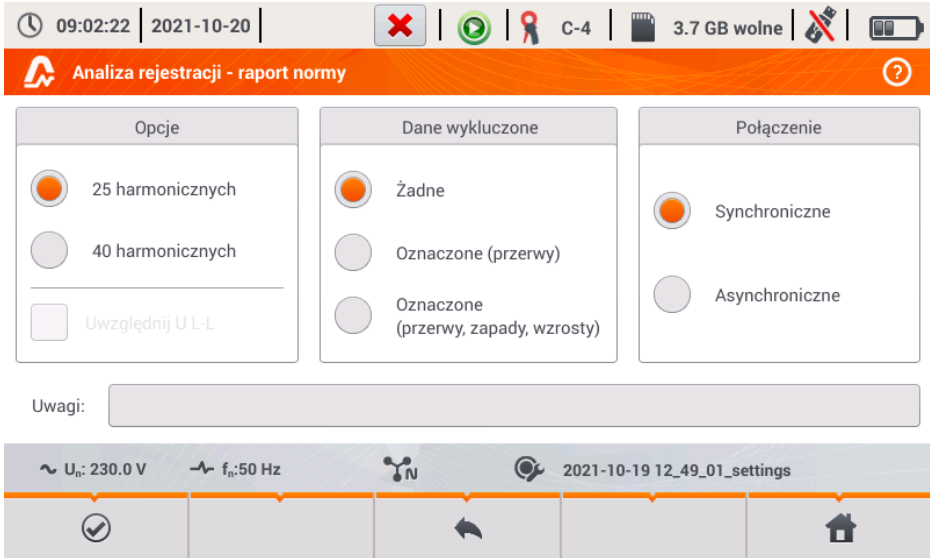 09:02:22 2021-10-20 C-4 3.7 GB wolne
Analiza rejestracji - raport normy ?
Opcje
25 harmonicznych
40 harmonicznych
Uwzględnij U L-L
Dane wykluczone
Żadne
Oznaczone (przerwy)
Oznaczone
(przerwy, zapady, wzrosty)
Połączenie
Synchroniczne
Asynchroniczne
Uwagi:
Uₙ: 230.0 V fₙ:50 Hz N 2021-10-19 12_49_01_settings